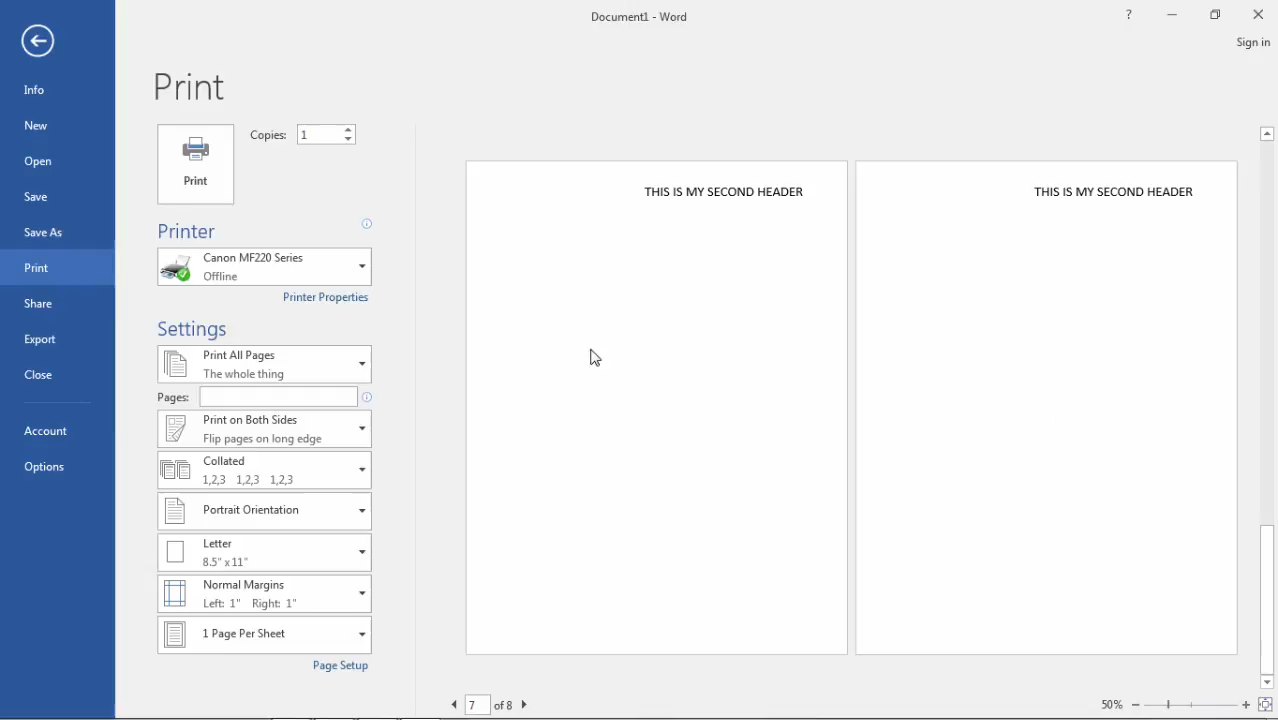 Document1 - Word
?
Sign in
Info
New
Open
Save
Save As
Print
Share
Export
Close
Account
Options
Print
Print
Copies:
1
Printer
Canon MF220 Series
Offline
Printer Properties
Settings
Print All Pages
The whole thing
Pages:
Print on Both Sides
Flip pages on long edge
Collated
1,2,3 1,2,3 1,2,3
Portrait Orientation
Letter
8.5" x 11"
Normal Margins
Left: 1" Right: 1"
1 Page Per Sheet
Page Setup
THIS IS MY SECOND HEADER
THIS IS MY SECOND HEADER
7 of 8
50%